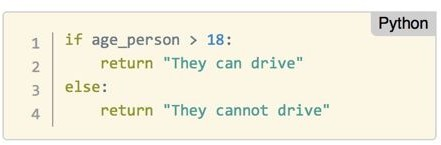 Python
1 if age_person > 18:
2     return "They can drive"
3 else:
4     return "They cannot drive"